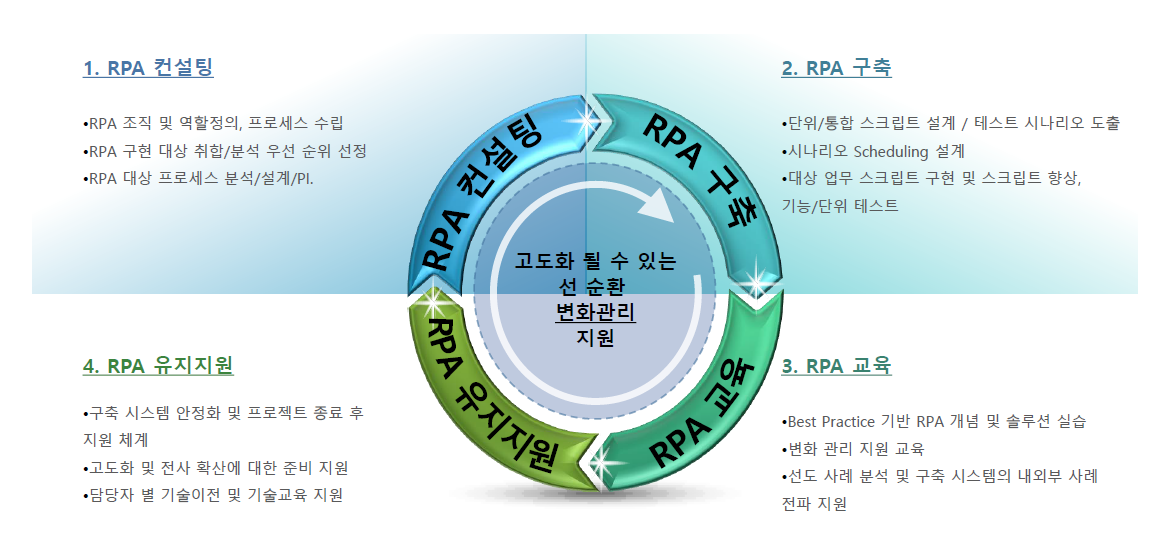 1. RPA 컨설팅
•RPA 조직 및 역할정의, 프로세스 수립
•RPA 구현 대상 취합/분석 우선 순위 선정
•RPA 대상 프로세스 분석/설계/PI.
2. RPA 구축
•단위/통합 스크립트 설계 / 테스트 시나리오 도출
•시나리오 Scheduling 설계
•대상 업무 스크립트 구현 및 스크립트 향상,
기능/단위 테스트
RPA 컨설팅
RPA 구축
RPA 교육
RPA 유지지원
고도화 될 수 있는
선 순환
변화관리
지원
3. RPA 교육
•Best Practice 기반 RPA 개념 및 솔루션 실습
•변화 관리 지원 교육
•선도 사례 분석 및 구축 시스템의 내외부 사례
전파 지원
4. RPA 유지지원
•구축 시스템 안정화 및 프로젝트 종료 후
지원 체계
•고도화 및 전사 확산에 대한 준비 지원
•담당자 별 기술이전 및 기술교육 지원